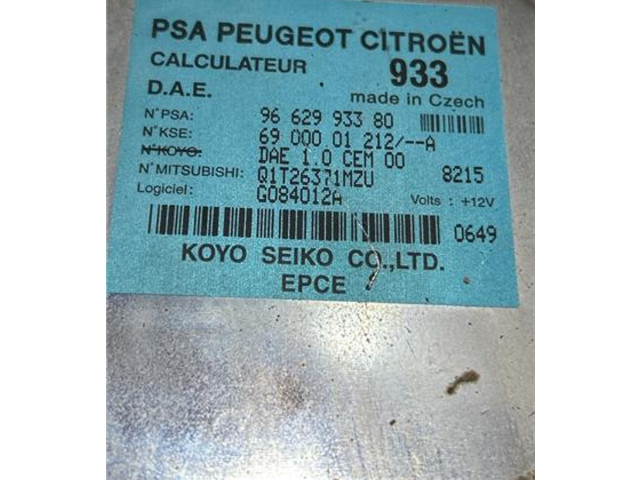 PSA PEUGEOT CITROËN
CALCULATEUR 933
D.A.E. made in Czech
N°PSA: 96 629 933 80
N°KSE: 69 000 01 212/--A
N°KOYO: DAE 1.0 CEM 00
N°MITSUBISHI: Q1T26371MZU 8215
Logiciel: G084012A Volts : +12V
0649
KOYO SEIKO CO.,LTD.
EPCE